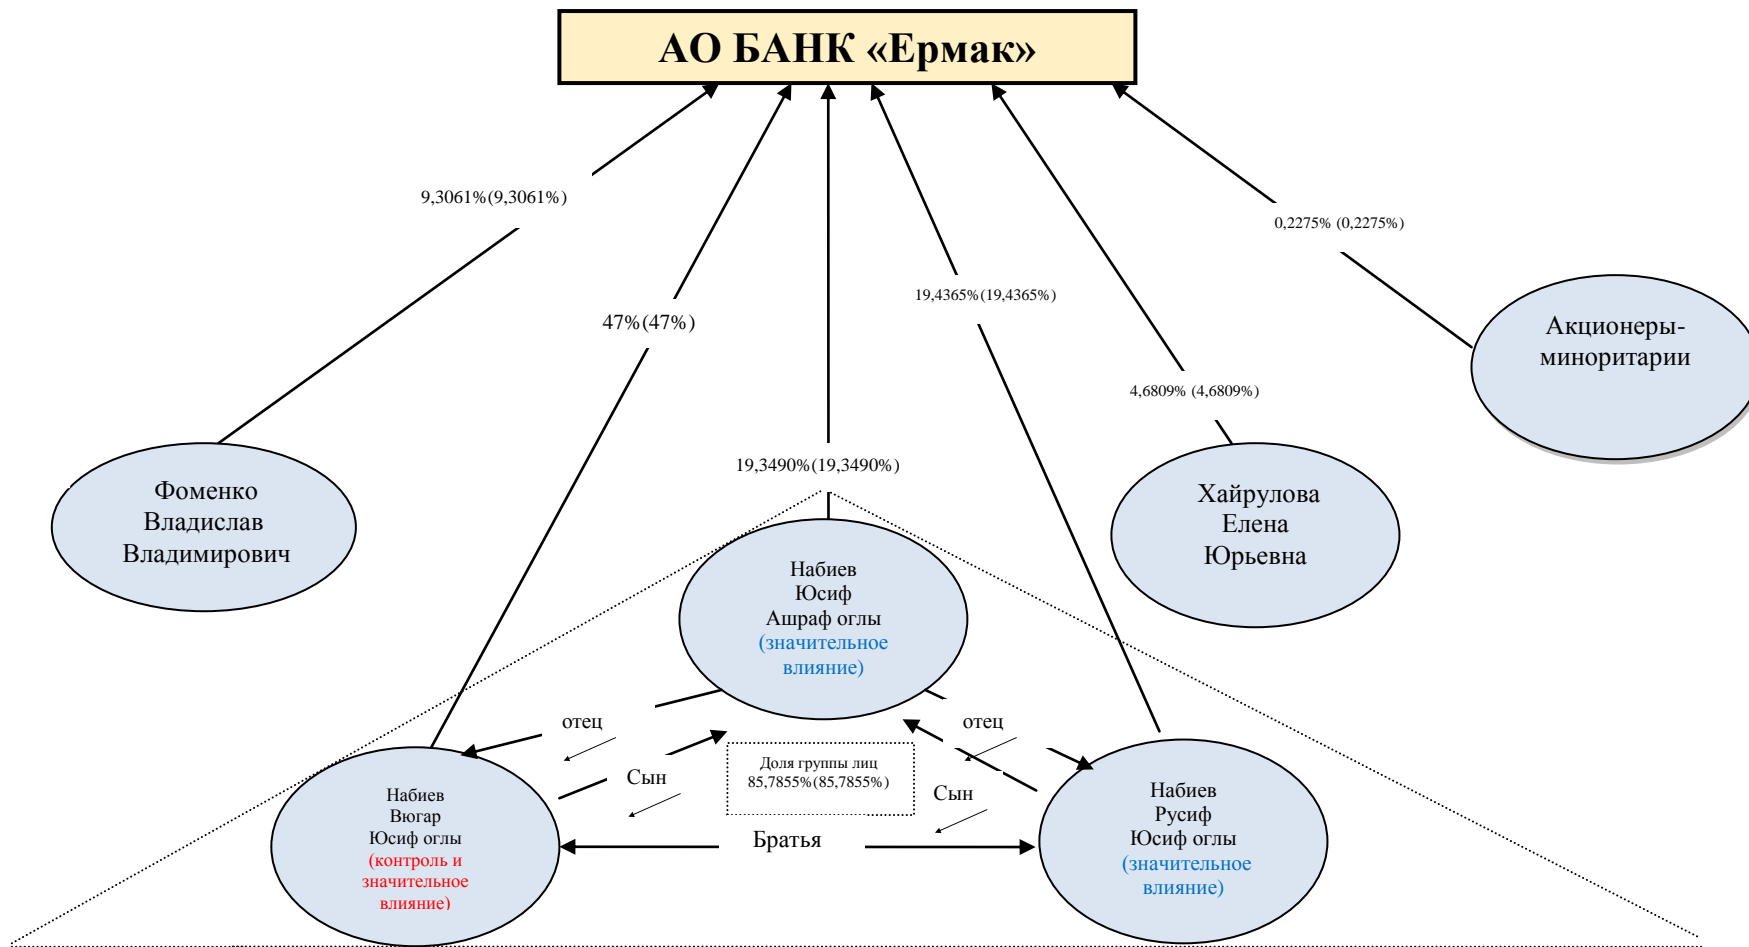 АО БАНК «Ермак»
9,3061%(9,3061%)
47%(47%)
19,3490%(19,3490%)
19,4365%(19,4365%)
4,6809% (4,6809%)
0,2275% (0,2275%)
Акционеры-
миноритарии
Фоменко
Владислав
Владимирович
Хайрулова
Елена
Юрьевна
Набиев
Юсиф
Ашраф оглы
(значительное
влияние)
отец
отец
Сын
Доля группы лиц
85,7855%(85,7855%)
Сын
Братья
Набиев
Вюгар
Юсиф оглы
(контроль и
значительное
влияние)
Набиев
Русиф
Юсиф оглы
(значительное
влияние)